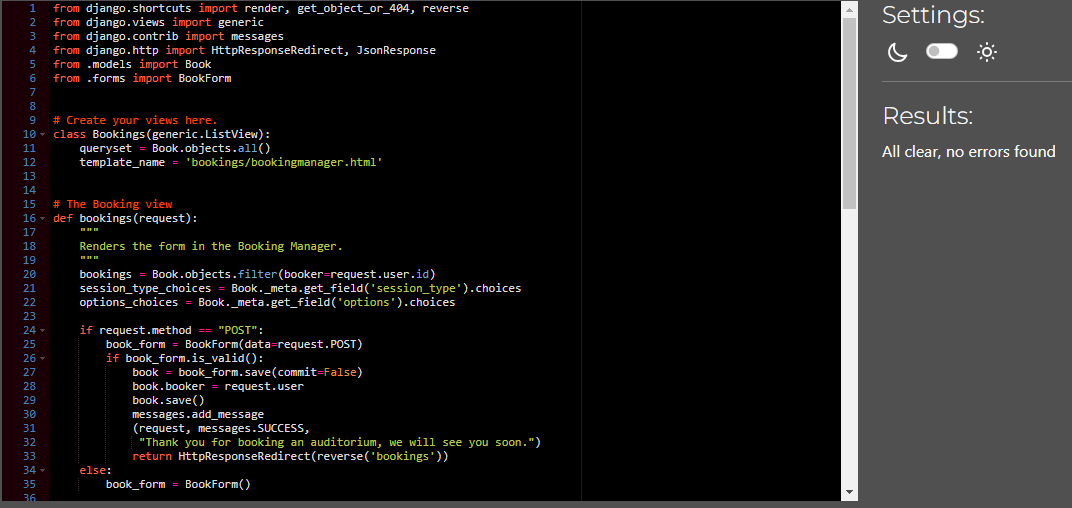 1 from django.shortcuts import render, get_object_or_404, reverse
2 from django.views import generic
3 from django.contrib import messages
4 from django.http import HttpResponseRedirect, JsonResponse
5 from .models import Book
6 from .forms import BookForm
7
8
9 # Create your views here.
10 class Bookings(generic.ListView):
11     queryset = Book.objects.all()
12     template_name = 'bookings/bookingmanager.html'
13
14
15 # The Booking view
16 def bookings(request):
17     """
18     Renders the form in the Booking Manager.
19     """
20     bookings = Book.objects.filter(booker=request.user.id)
21     session_type_choices = Book._meta.get_field('session_type').choices
22     options_choices = Book._meta.get_field('options').choices
23
24     if request.method == "POST":
25         book_form = BookForm(data=request.POST)
26         if book_form.is_valid():
27             book = book_form.save(commit=False)
28             book.booker = request.user
29             book.save()
30             messages.add_message
31             (request, messages.SUCCESS,
32              "Thank you for booking an auditorium, we will see you soon.")
33             return HttpResponseRedirect(reverse('bookings'))
34     else:
35         book_form = BookForm()
36
Settings:
Results:
All clear, no errors found